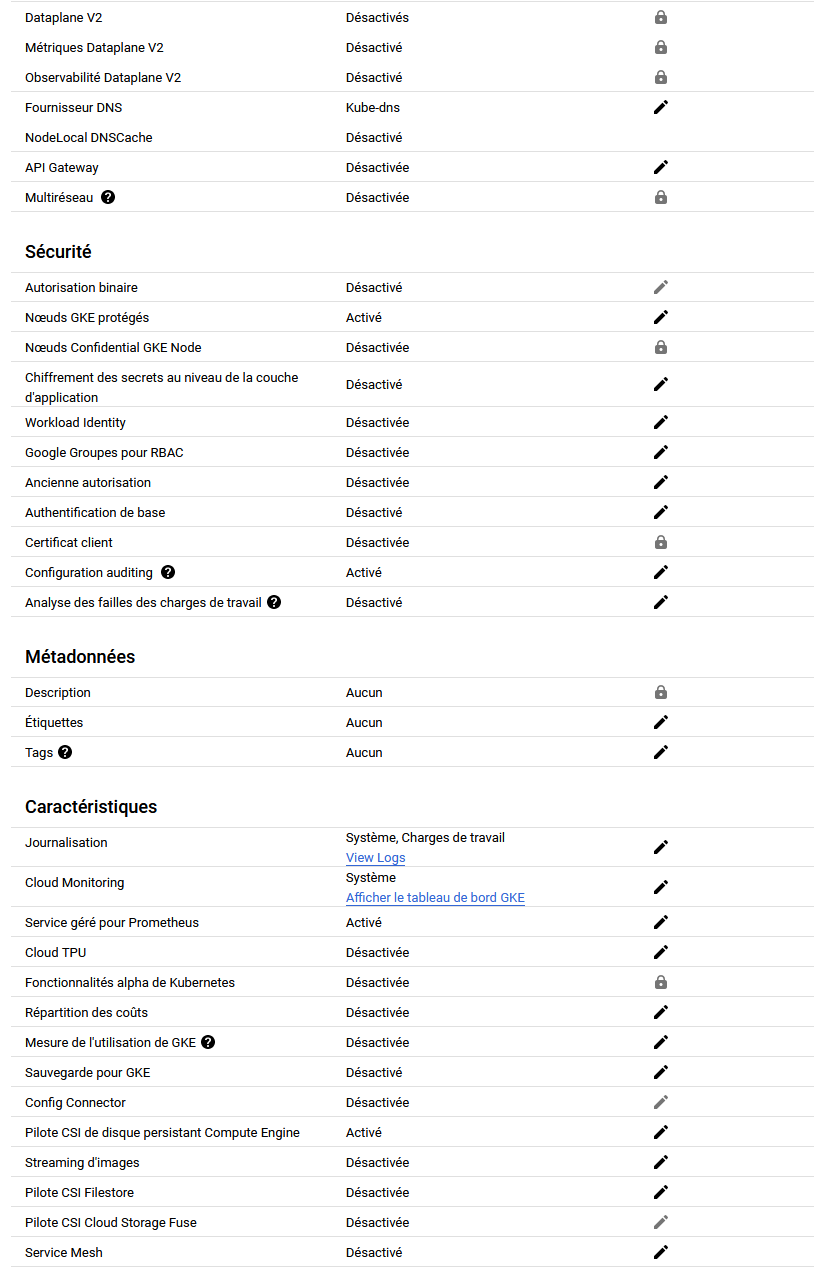 Dataplane V2 Désactivés
Métriques Dataplane V2 Désactivé
Observabilité Dataplane V2 Désactivé
Fournisseur DNS Kube-dns
NodeLocal DNSCache Désactivé
API Gateway Désactivée
Multiréseau ? Désactivée
Sécurité
Autorisation binaire Désactivé
Nœuds GKE protégés Activé
Nœuds Confidential GKE Node Désactivée
Chiffrement des secrets au niveau de la couche
d'application Désactivé
Workload Identity Désactivée
Google Groupes pour RBAC Désactivée
Ancienne autorisation Désactivée
Authentification de base Désactivé
Certificat client Désactivée
Configuration auditing ? Activé
Analyse des failles des charges de travail ? Désactivé
Métadonnées
Description Aucun
Étiquettes Aucun
Tags ? Aucun
Caractéristiques
Journalisation Système, Charges de travail
View Logs
Cloud Monitoring Système
Afficher le tableau de bord GKE
Service géré pour Prometheus Activé
Cloud TPU Désactivée
Fonctionnalités alpha de Kubernetes Désactivée
Répartition des coûts Désactivée
Mesure de l'utilisation de GKE ? Désactivée
Sauvegarde pour GKE Désactivé
Config Connector Désactivée
Pilote CSI de disque persistant Compute Engine Activé
Streaming d'images Désactivée
Pilote CSI Filestore Désactivée
Pilote CSI Cloud Storage Fuse Désactivée
Service Mesh Désactivé